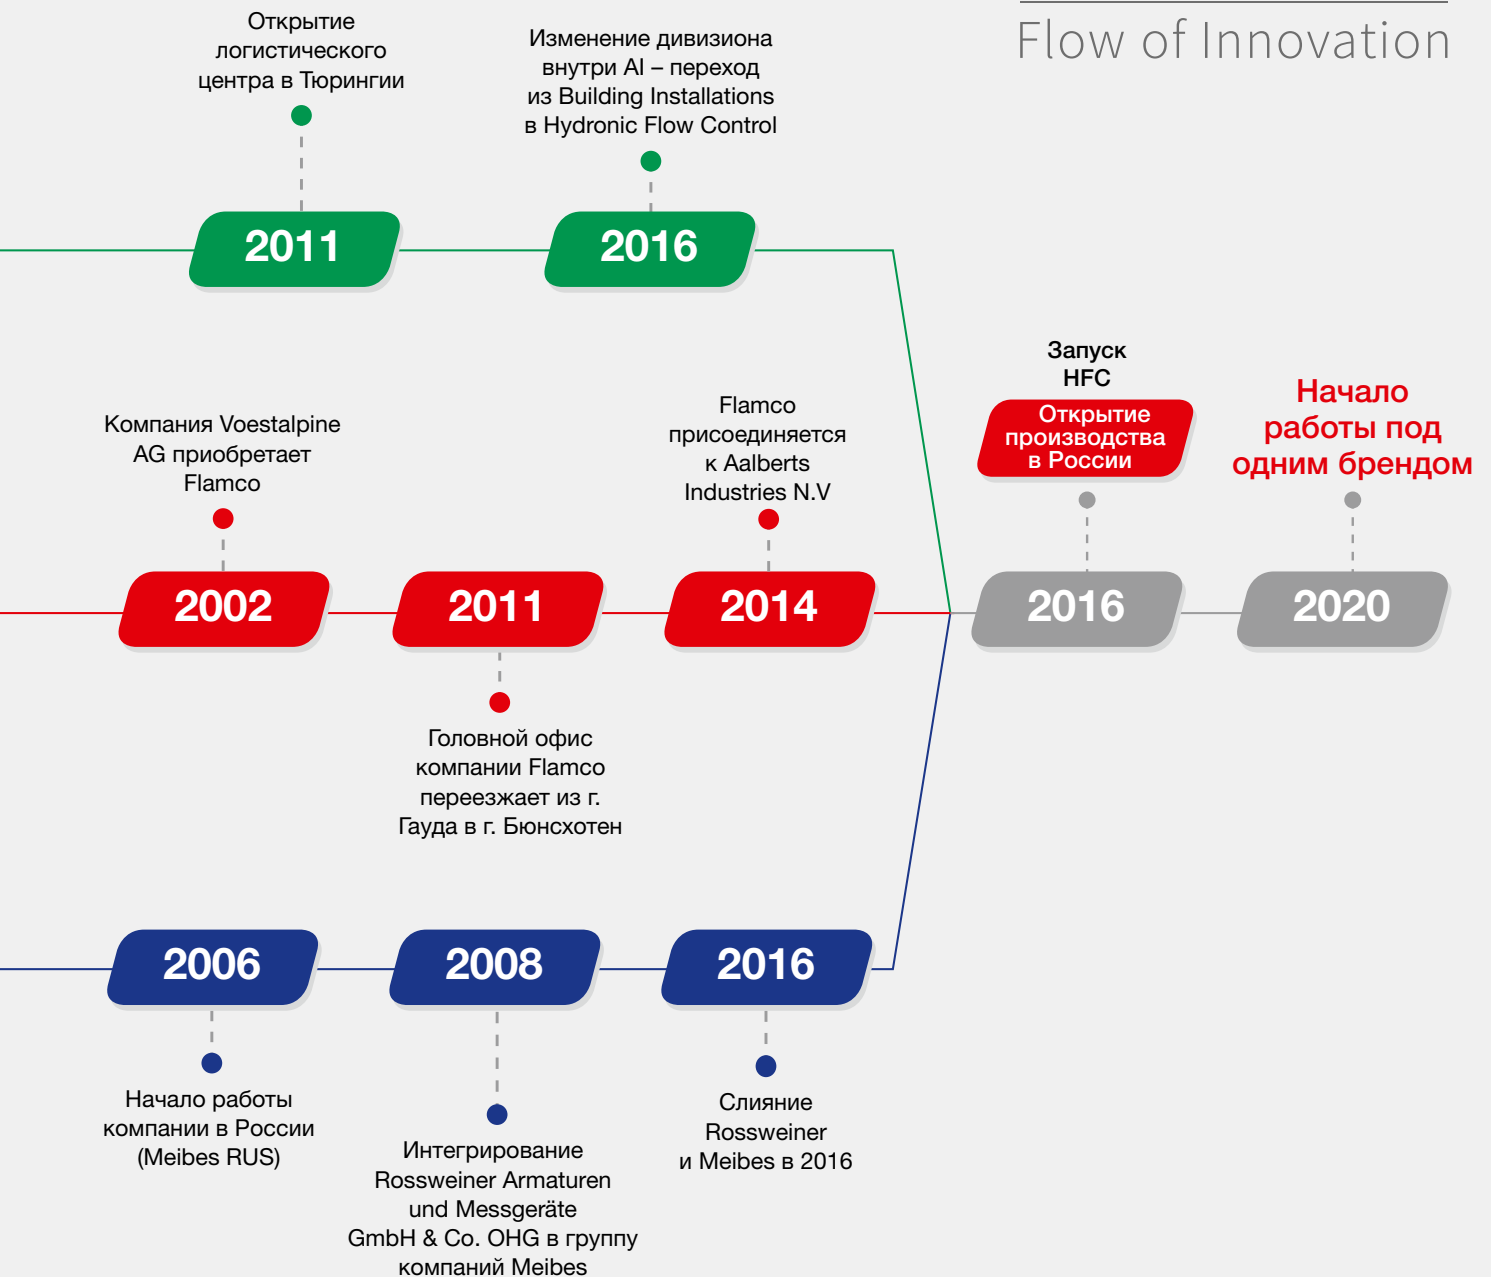 Flow of Innovation
Открытие
логистического
центра в Тюрингии
Изменение дивизиона
внутри AI – переход
из Building Installations
в Hydronic Flow Control
2011
2016
Компания Voestalpine
AG приобретает
Flamco
Flamco
присоединяется
к Aalberts
Industries N.V
Запуск
HFC
Открытие
производства
в России
Начало
работы под
одним брендом
2002
2011
2014
2016
2020
Головной офис
компании Flamco
переезжает из г.
Гауда в г. Бюнсхотен
2006
2008
2016
Начало работы
компании в России
(Meibes RUS)
Интегрирование
Rossweiner Armaturen
und Messgeräte
GmbH & Co. OHG в группу
компаний Meibes
Слияние
Rossweiner
и Meibes в 2016